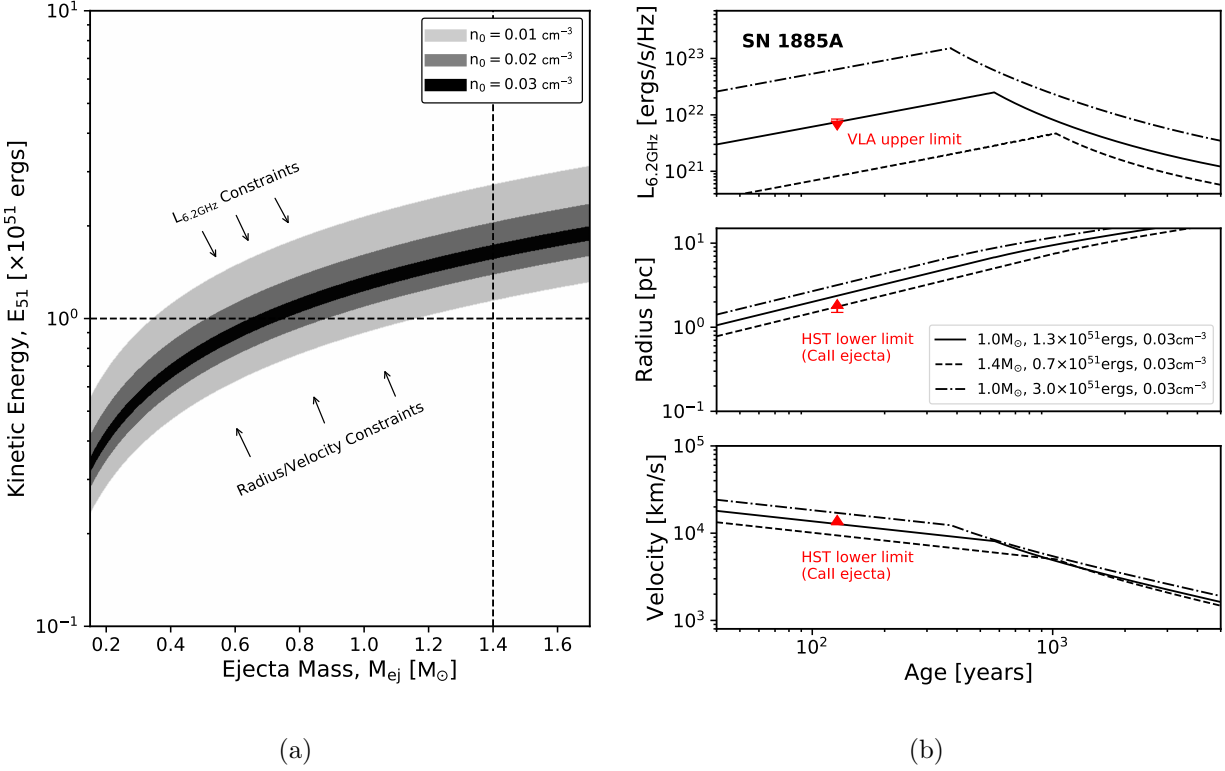 10¹
10⁰
10⁻¹
Kinetic Energy, E₅₁ [×10⁵¹ ergs]
n₀ = 0.01 cm⁻³
n₀ = 0.02 cm⁻³
n₀ = 0.03 cm⁻³
L₆.₂GHz Constraints
Radius/Velocity Constraints
0.2 0.4 0.6 0.8 1.0 1.2 1.4 1.6
Ejecta Mass, Mej [M⊙]
(a)
L₆.₂GHz [ergs/s/Hz]
10²³
10²²
10²¹
SN 1885A
VLA upper limit
Radius [pc]
10¹
10⁰
10⁻¹
HST lower limit
(CaII ejecta)
1.0M⊙, 1.3×10⁵¹ergs, 0.03cm⁻³
1.4M⊙, 0.7×10⁵¹ergs, 0.03cm⁻³
1.0M⊙, 3.0×10⁵¹ergs, 0.03cm⁻³
Velocity [km/s]
10⁵
10⁴
10³
HST lower limit
(CaII ejecta)
10² 10³
Age [years]
(b)